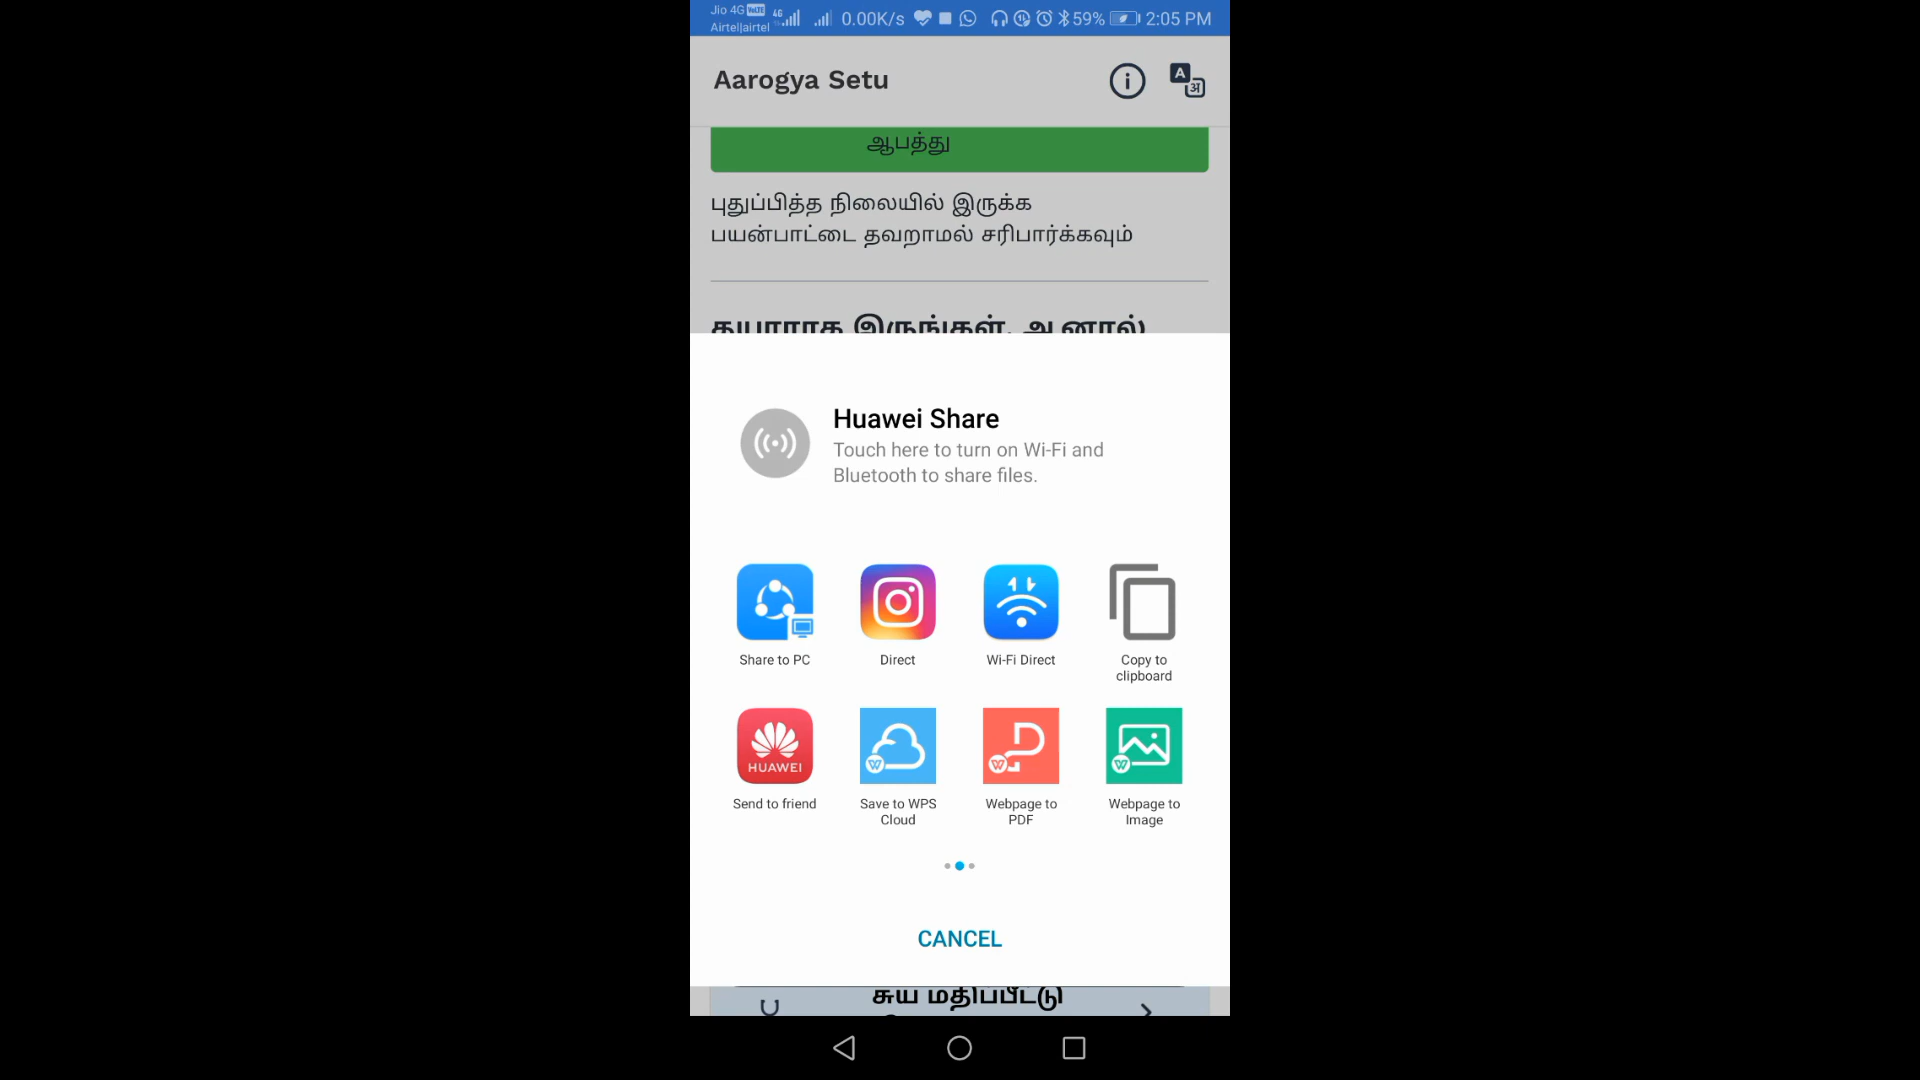 Jio 4G VoLTE 4G 0.00K/s 59% 2:05 PM
Airtel|airtel
Aarogya Setu
ஆபத்து
புதுப்பித்த நிலையில் இருக்க
பயன்பாட்டை தவறாமல் சரிபார்க்கவும்
தயாராக இருங்கள், ஆனால்
Huawei Share
Touch here to turn on Wi-Fi and
Bluetooth to share files.
Share to PC
Direct
Wi-Fi Direct
Copy to
clipboard
HUAWEI
Send to friend
Save to WPS
Cloud
Webpage to
PDF
Webpage to
Image
CANCEL
சுய மதிப்பீட்டு